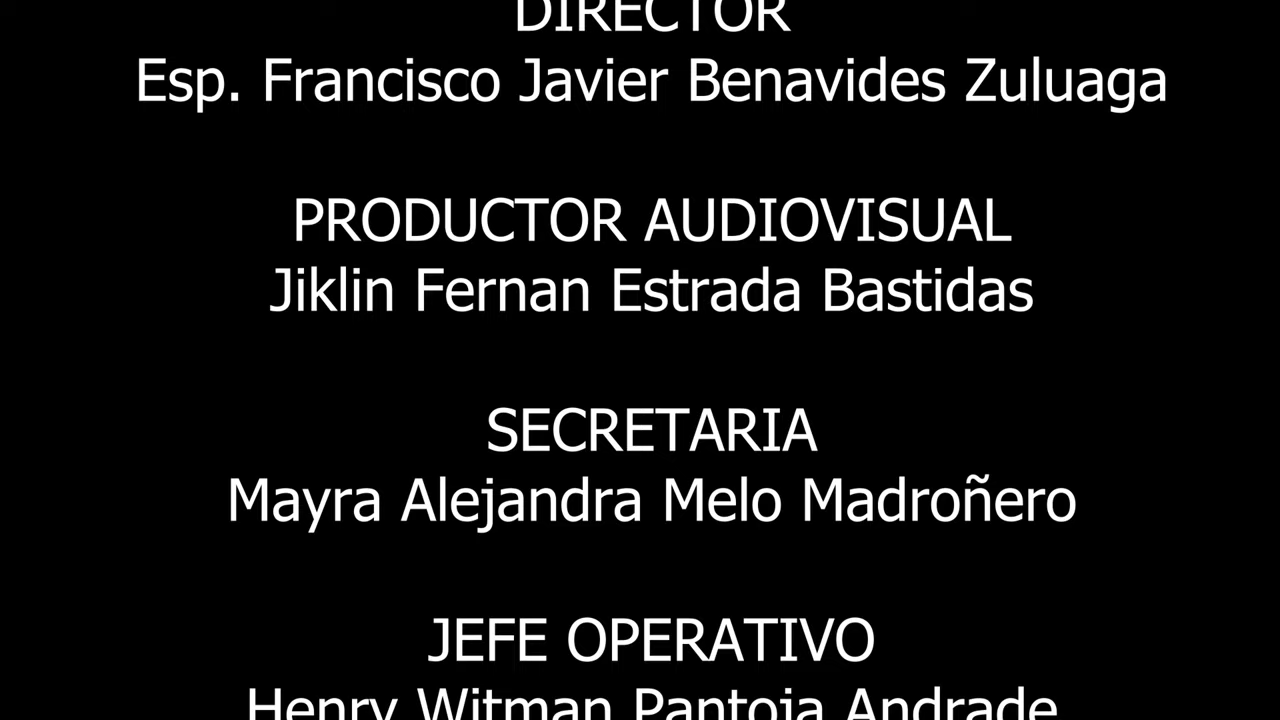 DIRECTOR
Esp. Francisco Javier Benavides Zuluaga
PRODUCTOR AUDIOVISUAL
Jiklin Fernan Estrada Bastidas
SECRETARIA
Mayra Alejandra Melo Madroñero
JEFE OPERATIVO
Henry Witman Pantoja Andrade